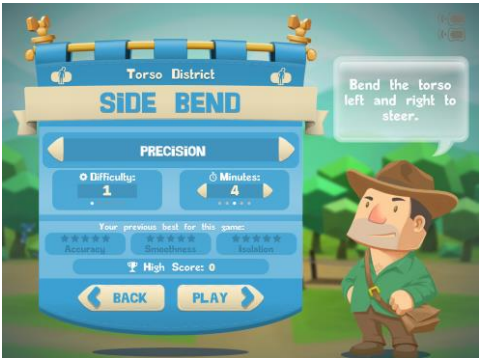 Torso District
SiDE BEND
PRECiSiON
Difficulty:
1
Minutes:
4
Your previous best for this game:
Accuracy
Smoothness
Isolation
High Score: 0
BACK
PLAY
Bend the torso
left and right to
steer.